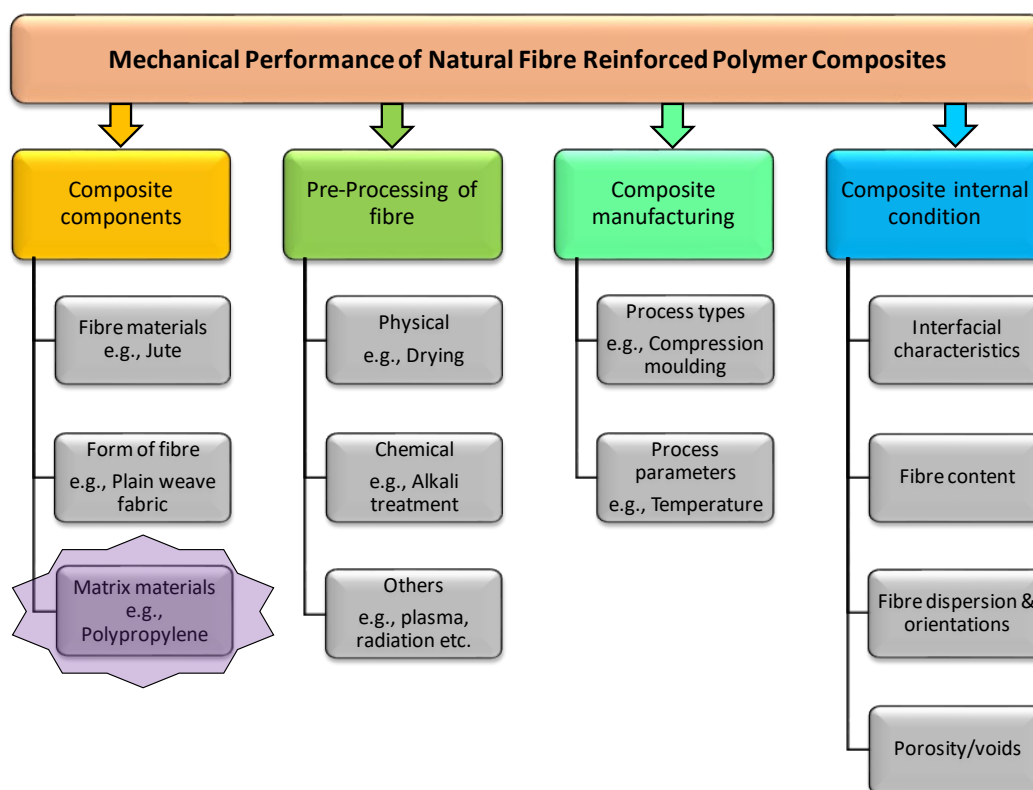 Mechanical Performance of Natural Fibre Reinforced Polymer Composites
Composite
components
Fibre materials
e.g., Jute
Form of fibre
e.g., Plain weave
fabric
Matrix materials
e.g.,
Polypropylene
Pre-Processing of
fibre
Physical
e.g., Drying
Chemical
e.g., Alkali
treatment
Others
e.g., plasma,
radiation etc.
Composite
manufacturing
Process types
e.g., Compression
moulding
Process
parameters
e.g., Temperature
Composite internal
condition
Interfacial
characteristics
Fibre content
Fibre dispersion &
orientations
Porosity/voids